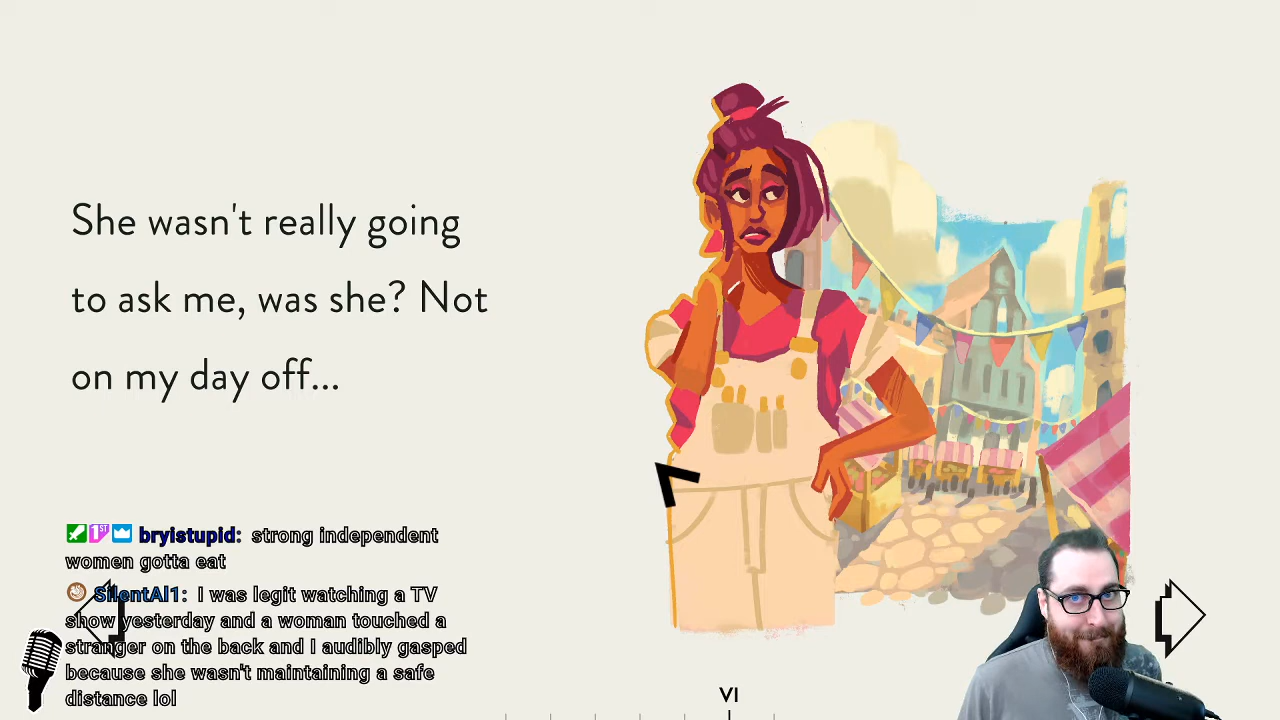 She wasn't really going
to ask me, was she? Not
on my day off...
1ST bryistupid: strong independent
women gotta eat
SilentAl1: I was legit watching a TV
show yesterday and a woman touched a
stranger on the back and I audibly gasped
because she wasn't maintaining a safe
distance lol
VI